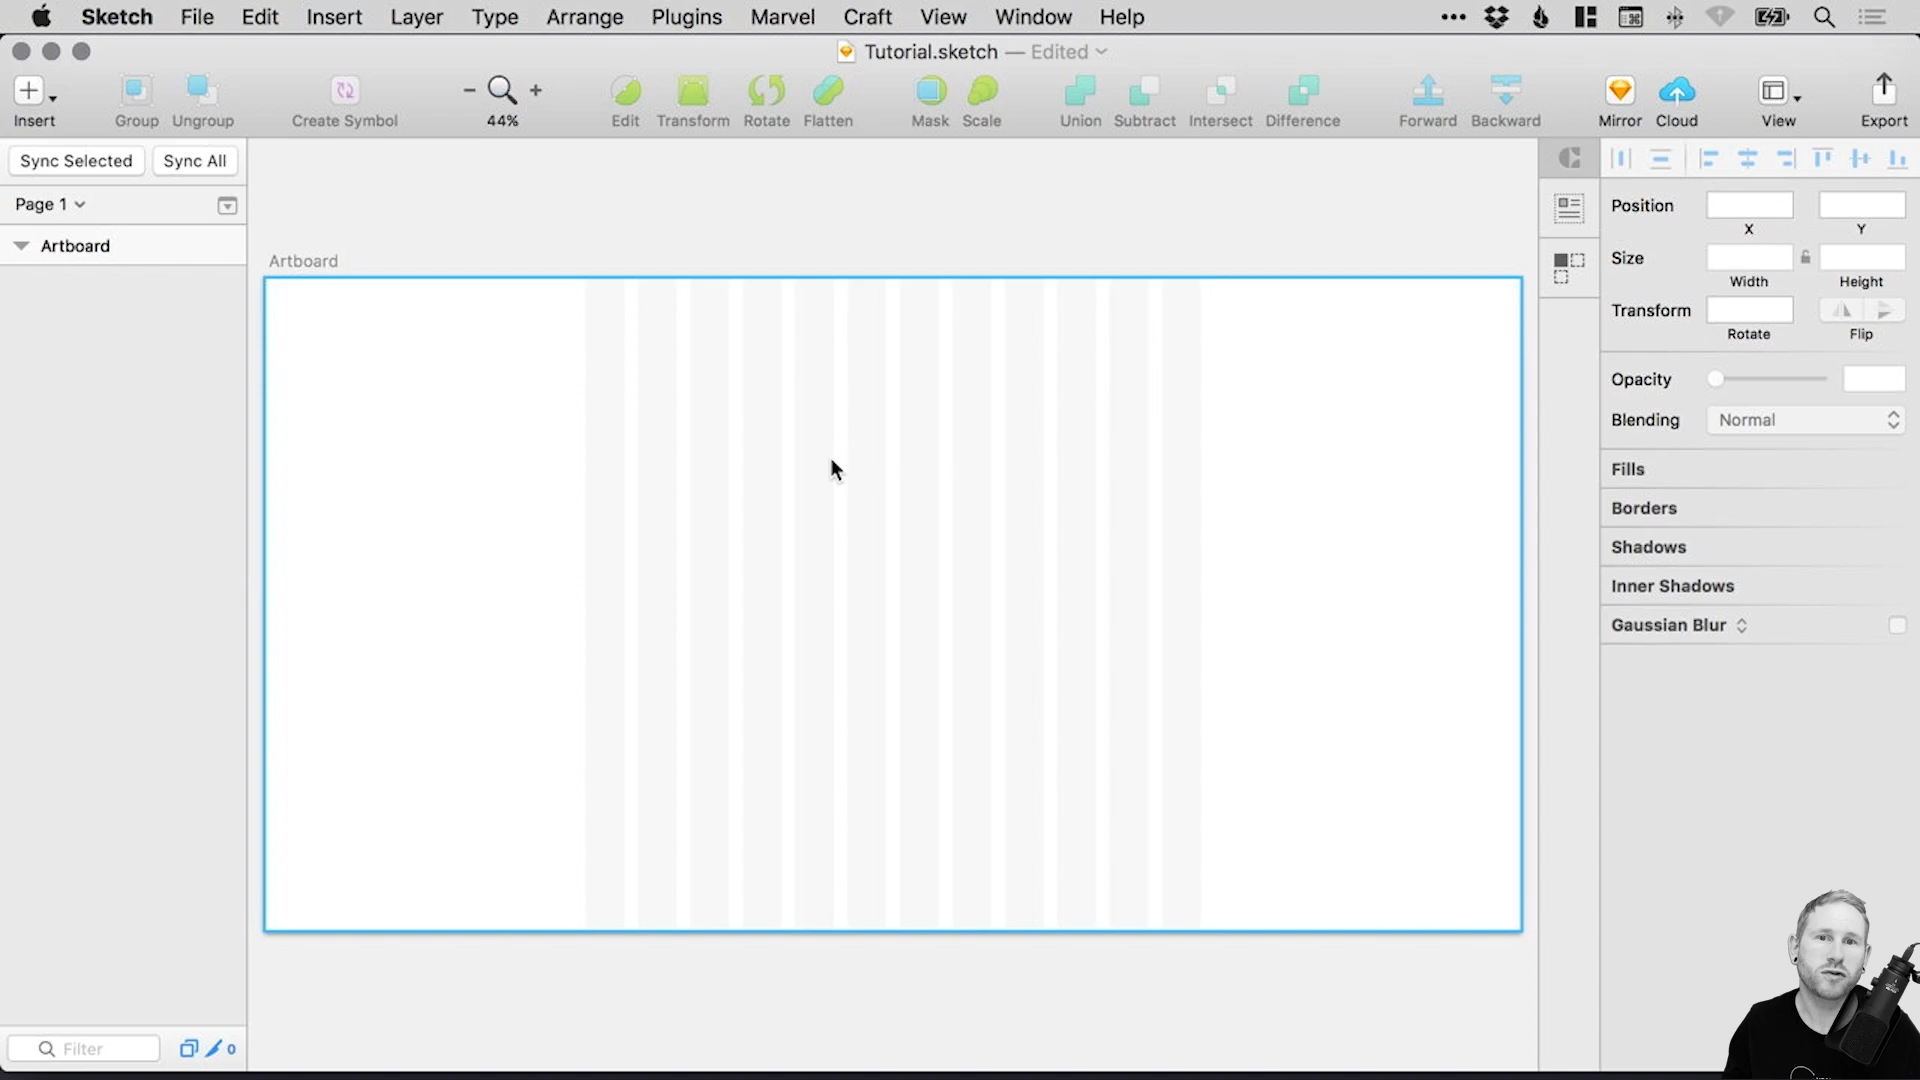 Sketch File Edit Insert Layer Type Arrange Plugins Marvel Craft View Window Help
Tutorial.sketch — Edited
44%
Insert Group Ungroup Create Symbol Edit Transform Rotate Flatten Mask Scale Union Subtract Intersect Difference Forward Backward Mirror Cloud View Export
Sync Selected Sync All
Page 1
Artboard
Artboard
Position
X Y
Size
Width Height
Transform
Rotate Flip
Opacity
Blending Normal
Fills
Borders
Shadows
Inner Shadows
Gaussian Blur
Filter 0